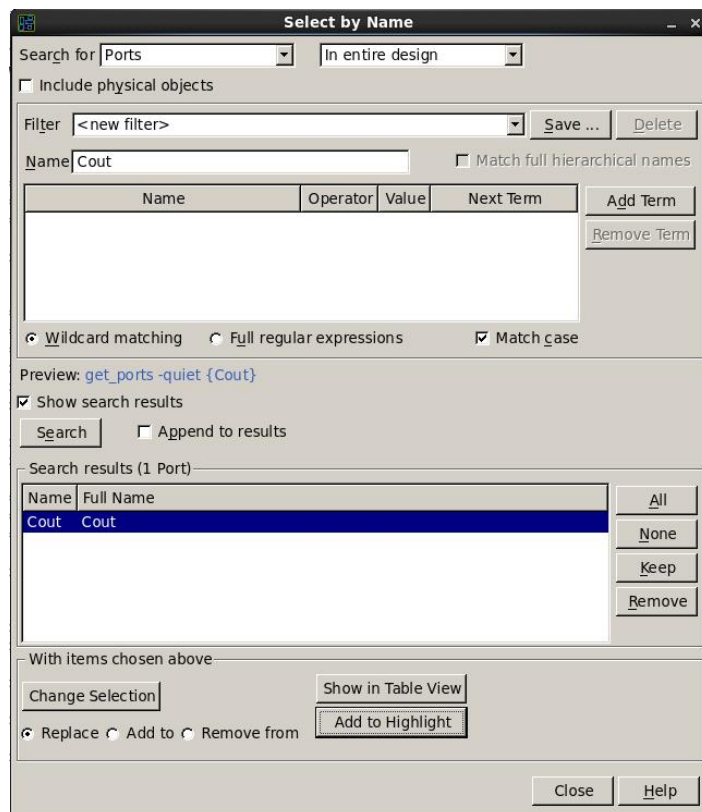 Select by Name
Search for Ports In entire design
Include physical objects
Filter <new filter> Save ... Delete
Name Cout Match full hierarchical names
Name Operator Value Next Term Add Term
Remove Term
Wildcard matching Full regular expressions Match case
Preview: get_ports -quiet {Cout}
Show search results
Search Append to results
Search results (1 Port)
Name Full Name All
Cout Cout
None
Keep
Remove
With items chosen above
Change Selection Show in Table View
Replace Add to Remove from Add to Highlight
Close Help